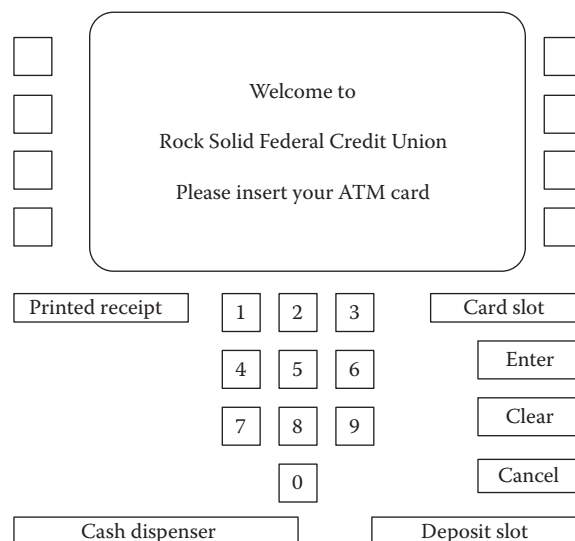 Welcome to
Rock Solid Federal Credit Union
Please insert your ATM card
Printed receipt
1 2 3
Card slot
4 5 6
Enter
7 8 9
Clear
0
Cancel
Cash dispenser
Deposit slot